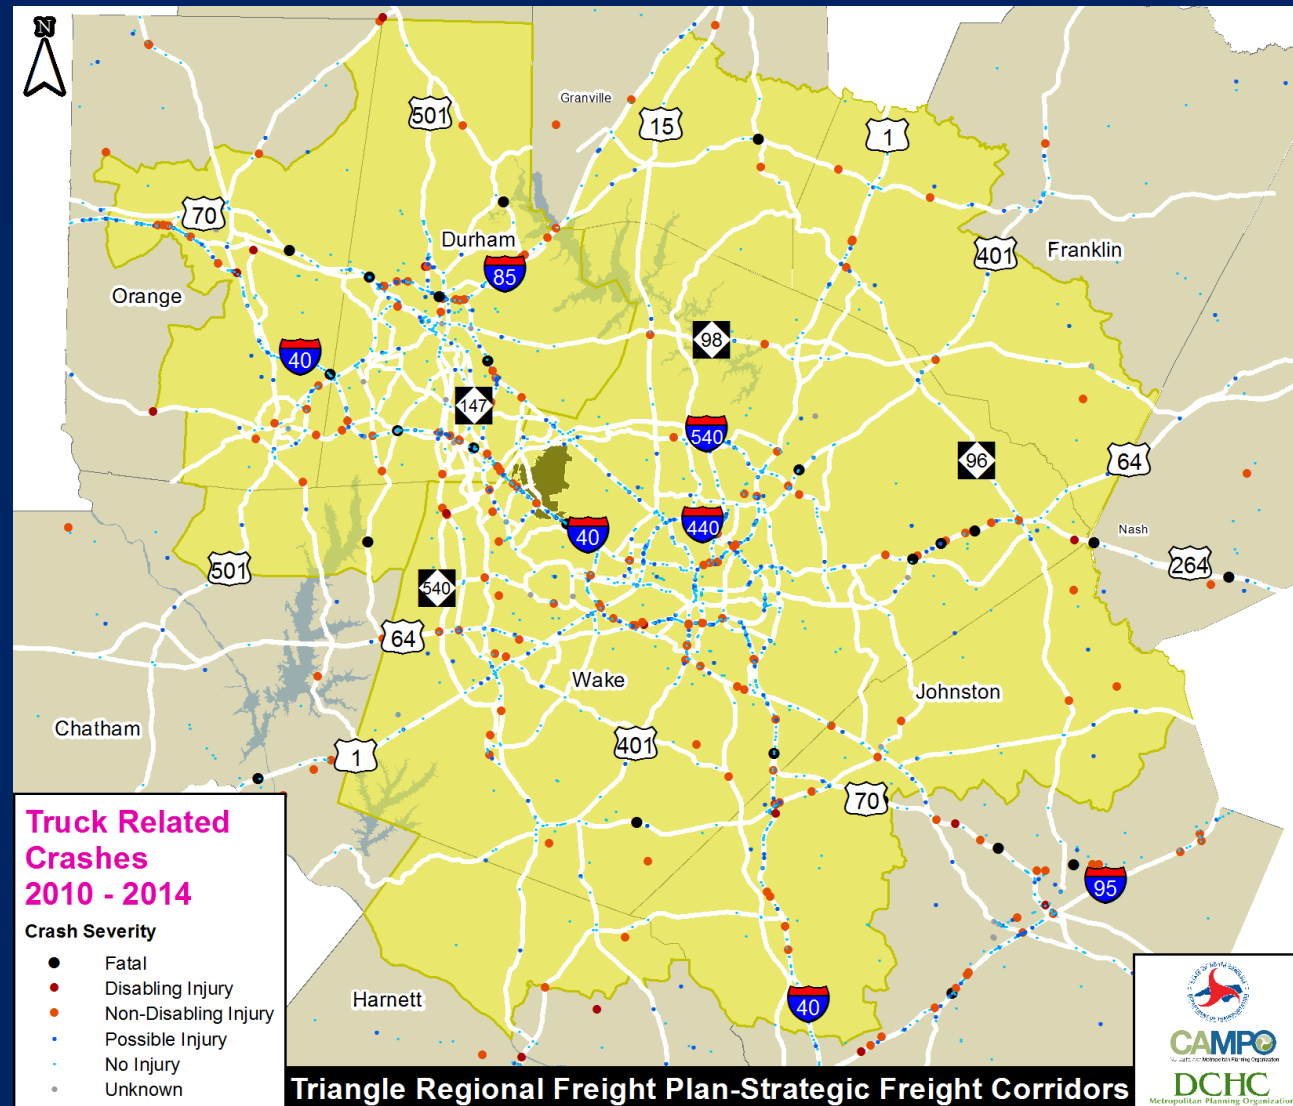 N
501
Granville
15
1
70
Durham
401
Franklin
85
Orange
98
40
147
540
96
64
440
40
Nash
501
264
540
64
Wake
Johnston
Chatham
401
1
70
95
Harnett
40
Truck Related
Crashes
2010 - 2014
Crash Severity
Fatal
Disabling Injury
Non-Disabling Injury
Possible Injury
No Injury
Unknown
Triangle Regional Freight Plan-Strategic Freight Corridors
CAMPO
DCHC
Metropolitan Planning Organization